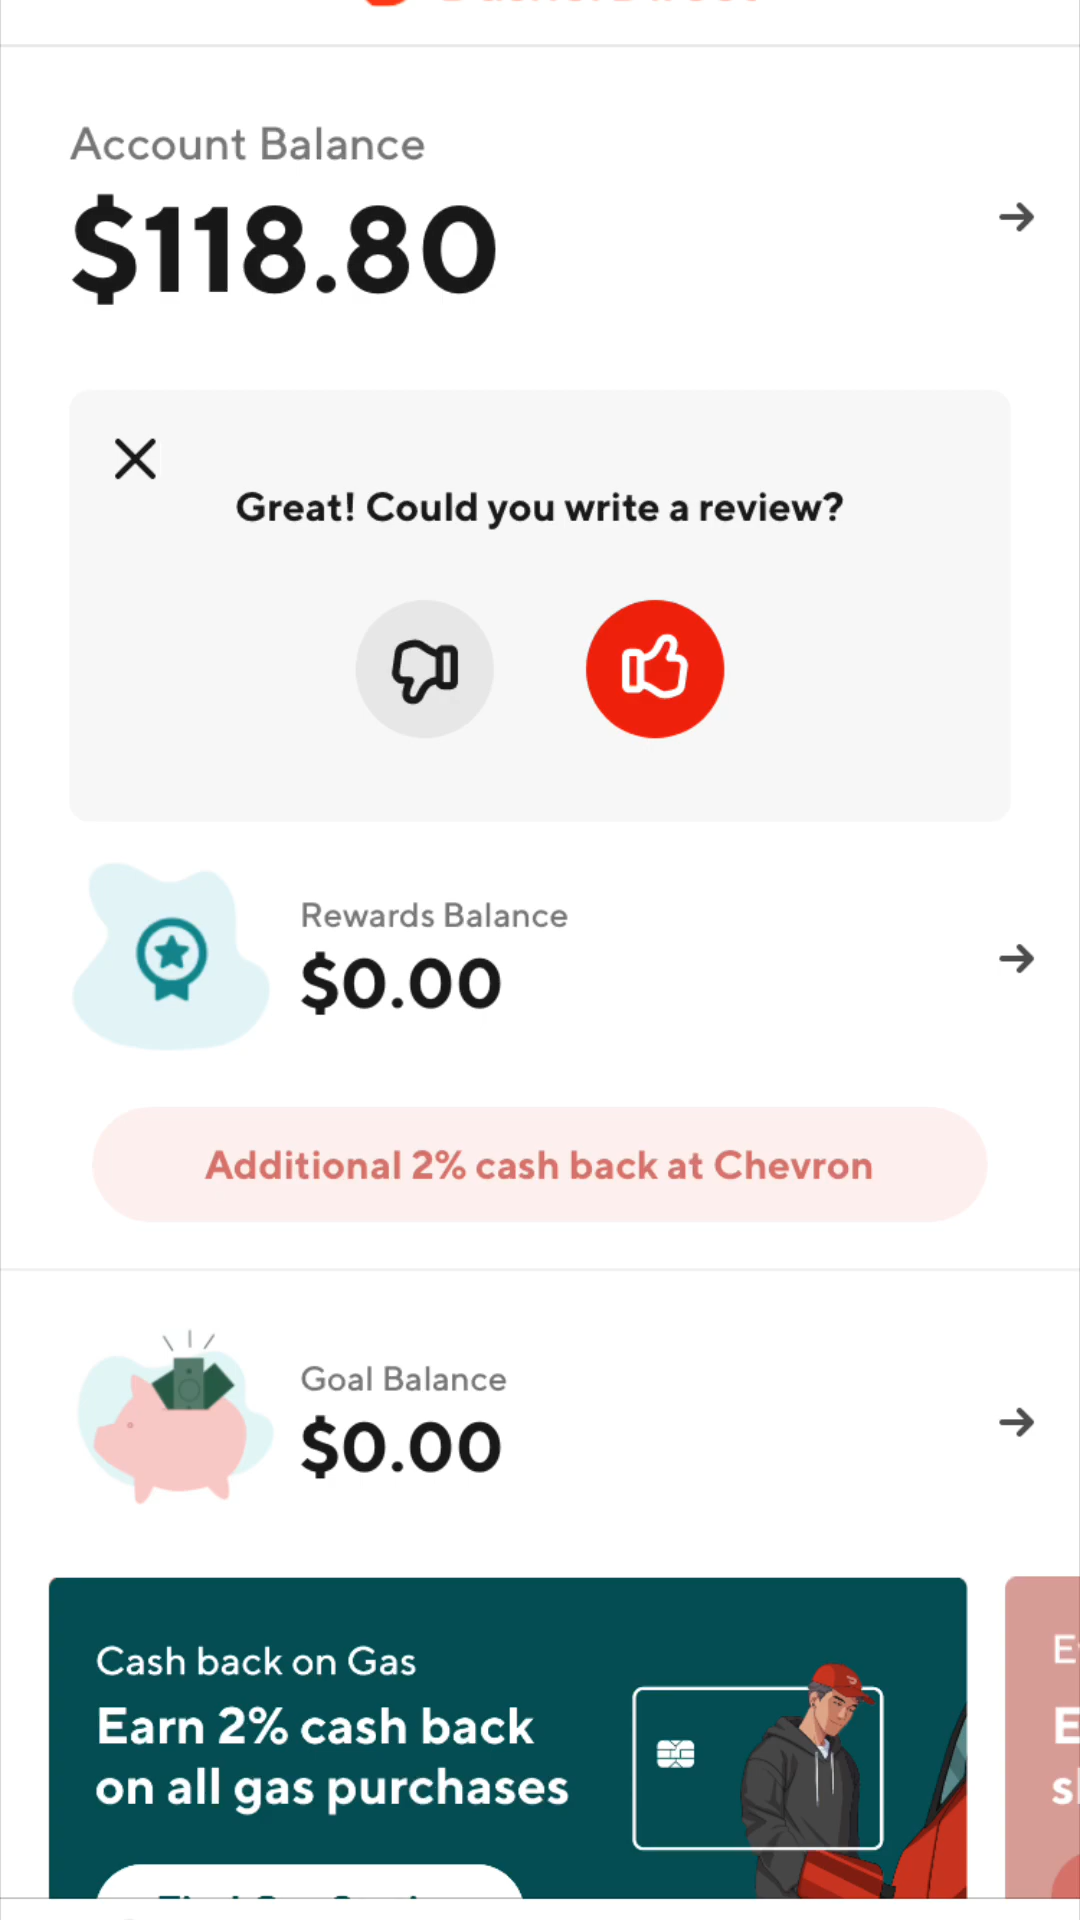 Account Balance
$118.80
Great! Could you write a review?
Rewards Balance
$0.00
Additional 2% cash back at Chevron
Goal Balance
$0.00
Cash back on Gas
Earn 2% cash back
on all gas purchases